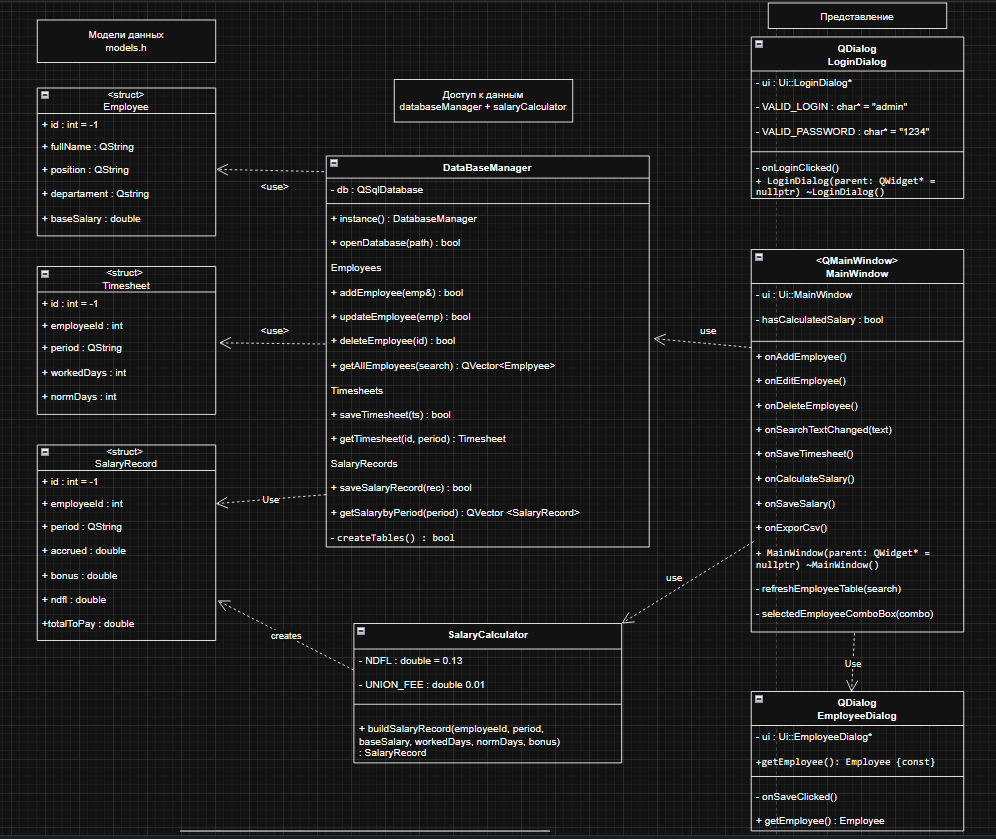 Модели данных
models.h
<struct>
Employee
+ id : int = -1
+ fullName : QString
+ position : QString
+ departament : Qstring
+ baseSalary : double
<struct>
Timesheet
+ id : int = -1
+ employeeId : int
+ period : QString
+ workedDays : int
+ normDays : int
<struct>
SalaryRecord
+ id : int = -1
+ employeeId : int
+ period : QString
+ accrued : double
+ bonus : double
+ ndfl : double
+totalToPay : double
<use>
<use>
Use
creates
Доступ к данным
databaseManager + salaryCalculator
DataBaseManager
- db : QSqlDatabase
+ instance() : DatabaseManager
+ openDatabase(path) : bool
Employees
+ addEmployee(emp&) : bool
+ updateEmployee(emp) : bool
+ deleteEmployee(id) : bool
+ getAllEmployees(search) : QVector<Emplpyee>
Timesheets
+ saveTimesheet(ts) : bool
+ getTimesheet(id, period) : Timesheet
SalaryRecords
+ saveSalaryRecord(rec) : bool
+ getSalarybyPeriod(period) : QVector <SalaryRecord>
- createTables() : bool
SalaryCalculator
- NDFL : double = 0.13
- UNION_FEE : double 0.01
+ buildSalaryRecord(employeeId, period,
baseSalary, workedDays, normDays, bonus)
: SalaryRecord
use
use
Представление
QDialog
LoginDialog
- ui : Ui::LoginDialog*
- VALID_LOGIN : char* = "admin"
- VALID_PASSWORD : char* = "1234"
- onLoginClicked()
+ LoginDialog(parent: QWidget* =
nullptr) ~LoginDialog()
<QMainWindow>
MainWindow
- ui : Ui::MainWindow
- hasCalculatedSalary : bool
+ onAddEmployee()
+ onEditEmployee()
+ onDeleteEmployee()
+ onSearchTextChanged(text)
+ onSaveTimesheet()
+ onCalculateSalary()
+ onSaveSalary()
+ onExporCsv()
+ MainWindow(parent: QWidget* =
nullptr) ~MainWindow()
- refreshEmployeeTable(search)
- selectedEmployeeComboBox(combo)
Use
QDialog
EmployeeDialog
- ui : Ui::EmployeeDialog*
+getEmployee(): Employee {const}
- onSaveClicked()
+ getEmployee() : Employee